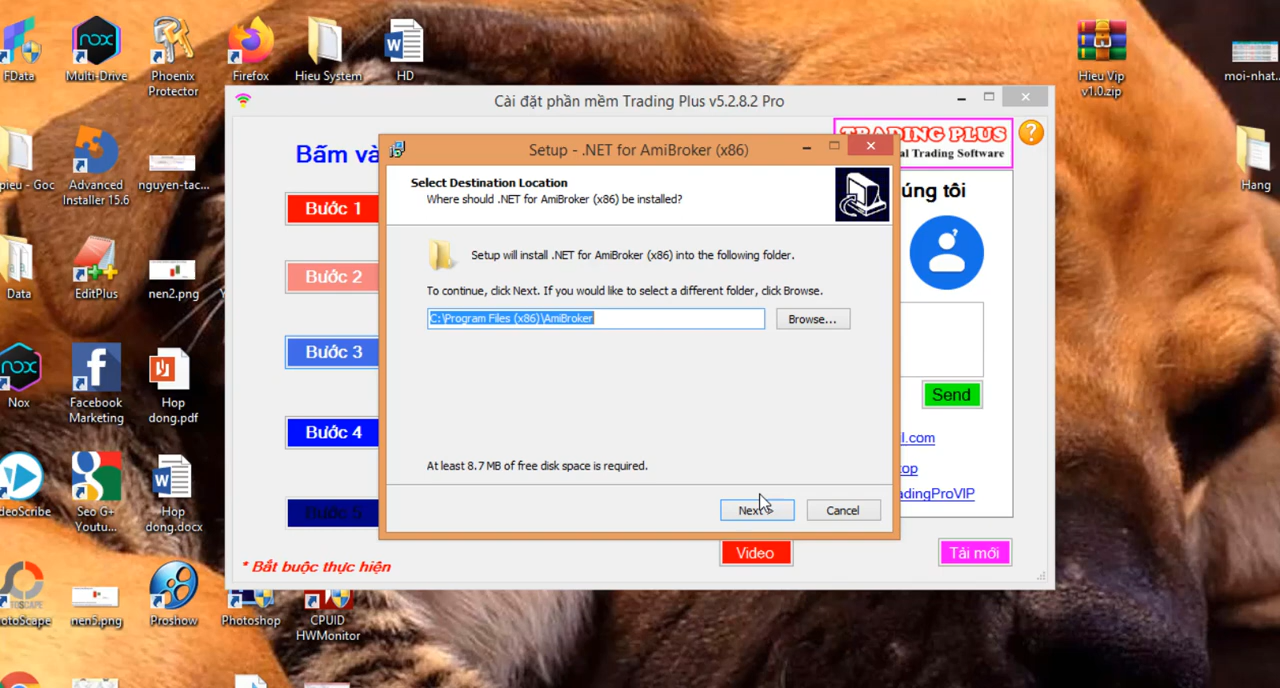 FData
Multi-Drive
Phoenix
Protector
Firefox
Hieu System
HD
Hieu Vip
v1.0.zip
moi-nhat...
Cài đặt phần mềm Trading Plus v5.2.8.2 Pro
TRADING PLUS
al Trading Software
Bấm và
Setup - .NET for AmiBroker (x86)
Select Destination Location
Where should .NET for AmiBroker (x86) be installed?
úng tôi
Setup will install .NET for AmiBroker (x86) into the following folder.
To continue, click Next. If you would like to select a different folder, click Browse.
C:\Program Files (x86)\AmiBroker
Browse...
At least 8.7 MB of free disk space is required.
Next
Cancel
Bước 1
Bước 2
Bước 3
Bước 4
Bước 5
Send
l.com
top
adingProVIP
Video
Tải mới
* Bắt buộc thực hiện
pieu - Goc
Advanced
Installer 15.6
nguyen-tac...
Hang
Data
EditPlus
nen2.png
Nox
Facebook
Marketing
Hop
dong.pdf
deoScribe
Seo G+
Youtu...
Hop
dong.docx
otoScape
nen5.png
Proshow
Photoshop
CPUID
HWMonitor